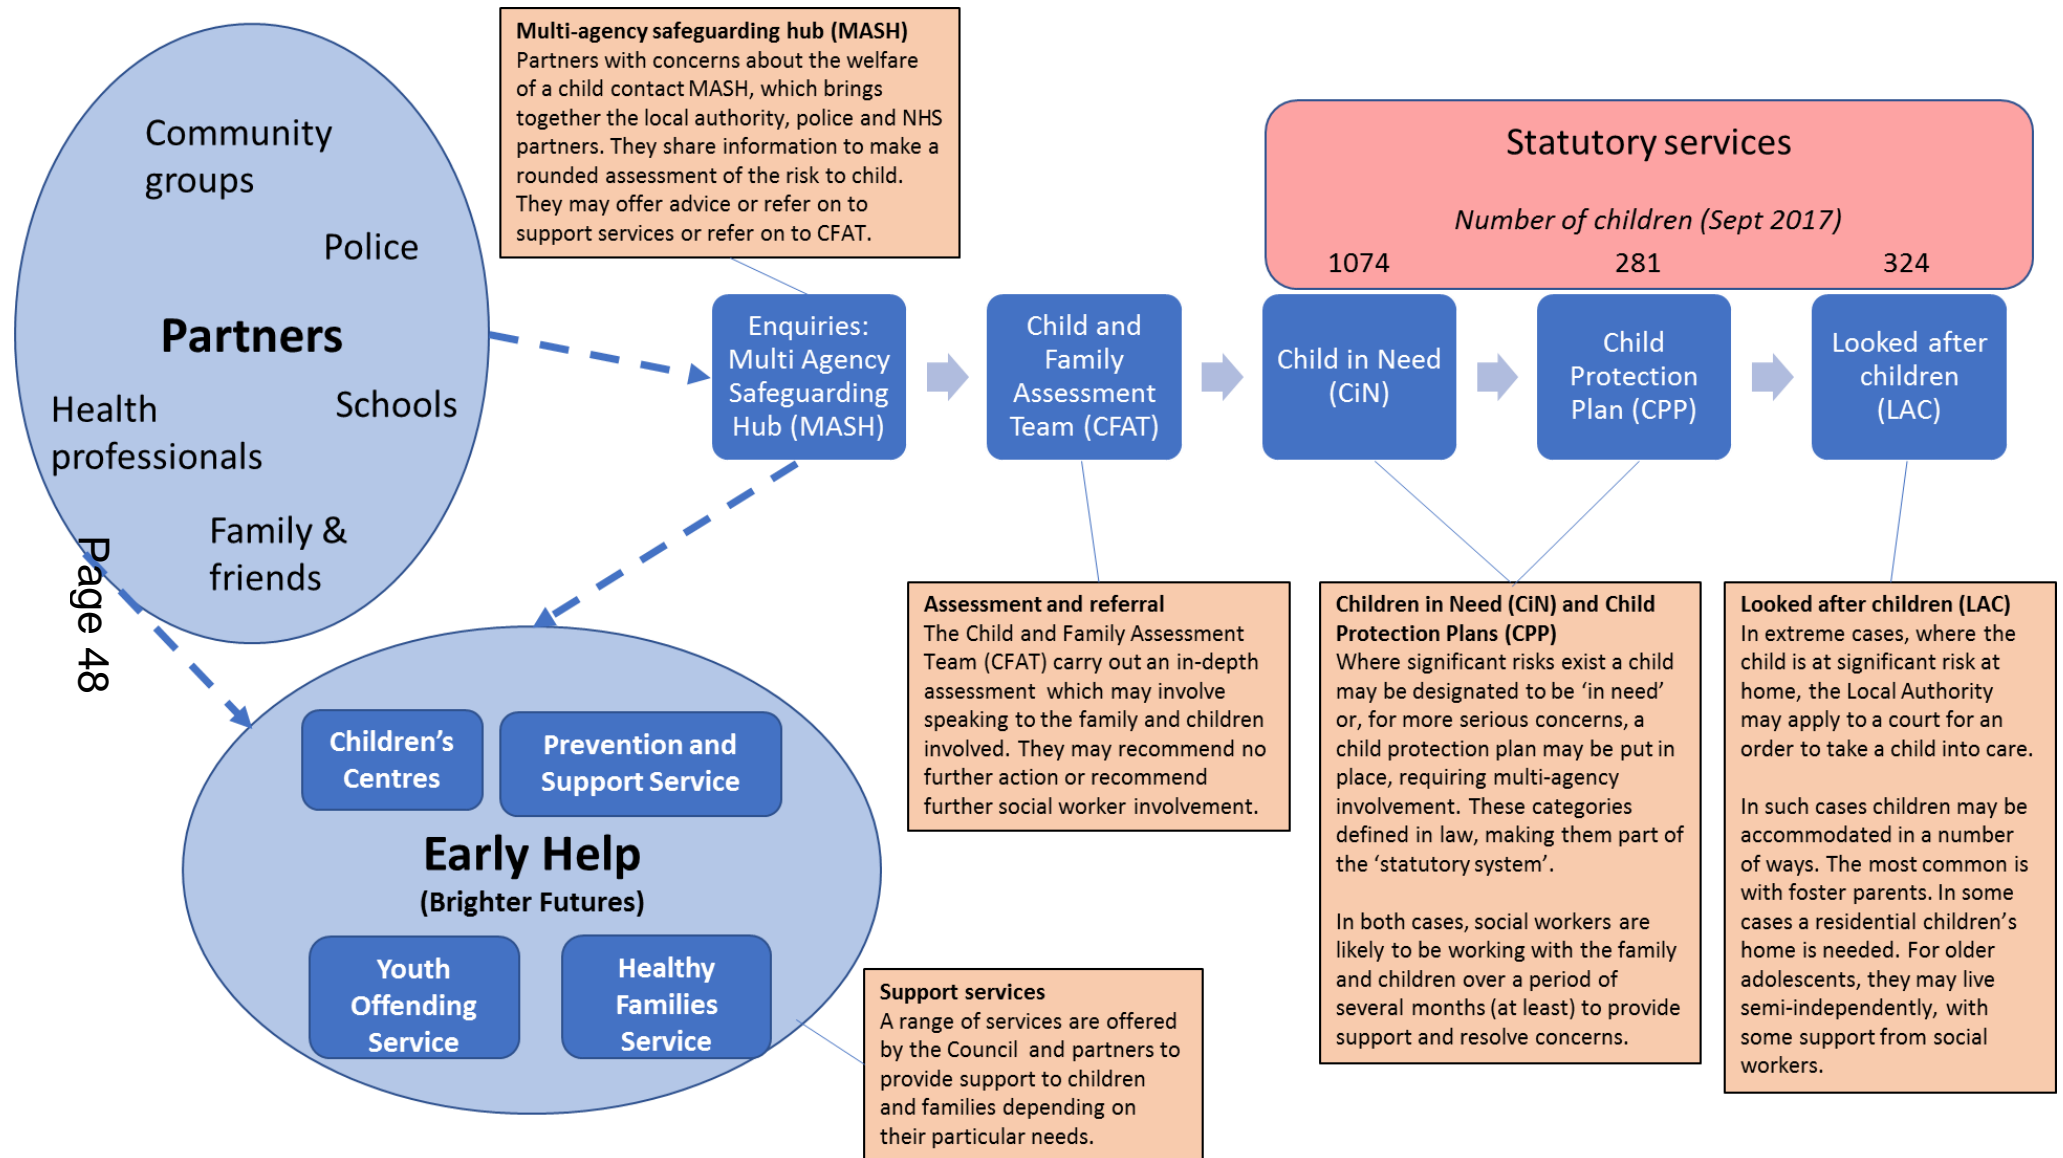 Community
groups
Police
Partners
Health
professionals
Schools
Family &
friends
Page 48
Multi-agency safeguarding hub (MASH)
Partners with concerns about the welfare
of a child contact MASH, which brings
together the local authority, police and NHS
partners. They share information to make a
rounded assessment of the risk to child.
They may offer advice or refer on to
support services or refer on to CFAT.
Statutory services
Number of children (Sept 2017)
1074 281 324
Enquiries:
Multi Agency
Safeguarding
Hub (MASH)
Child and
Family
Assessment
Team (CFAT)
Child in Need
(CiN)
Child
Protection
Plan (CPP)
Looked after
children
(LAC)
Assessment and referral
The Child and Family Assessment
Team (CFAT) carry out an in-depth
assessment which may involve
speaking to the family and children
involved. They may recommend no
further action or recommend
further social worker involvement.
Children in Need (CiN) and Child
Protection Plans (CPP)
Where significant risks exist a child
may be designated to be ‘in need’
or, for more serious concerns, a
child protection plan may be put in
place, requiring multi-agency
involvement. These categories
defined in law, making them part of
the ‘statutory system’.
In both cases, social workers are
likely to be working with the family
and children over a period of
several months (at least) to provide
support and resolve concerns.
Looked after children (LAC)
In extreme cases, where the
child is at significant risk at
home, the Local Authority
may apply to a court for an
order to take a child into care.
In such cases children may be
accommodated in a number
of ways. The most common is
with foster parents. In some
cases a residential children’s
home is needed. For older
adolescents, they may live
semi-independently, with
some support from social
workers.
Children’s
Centres
Prevention and
Support Service
Early Help
(Brighter Futures)
Youth
Offending
Service
Healthy
Families
Service
Support services
A range of services are offered
by the Council and partners to
provide support to children
and families depending on
their particular needs.